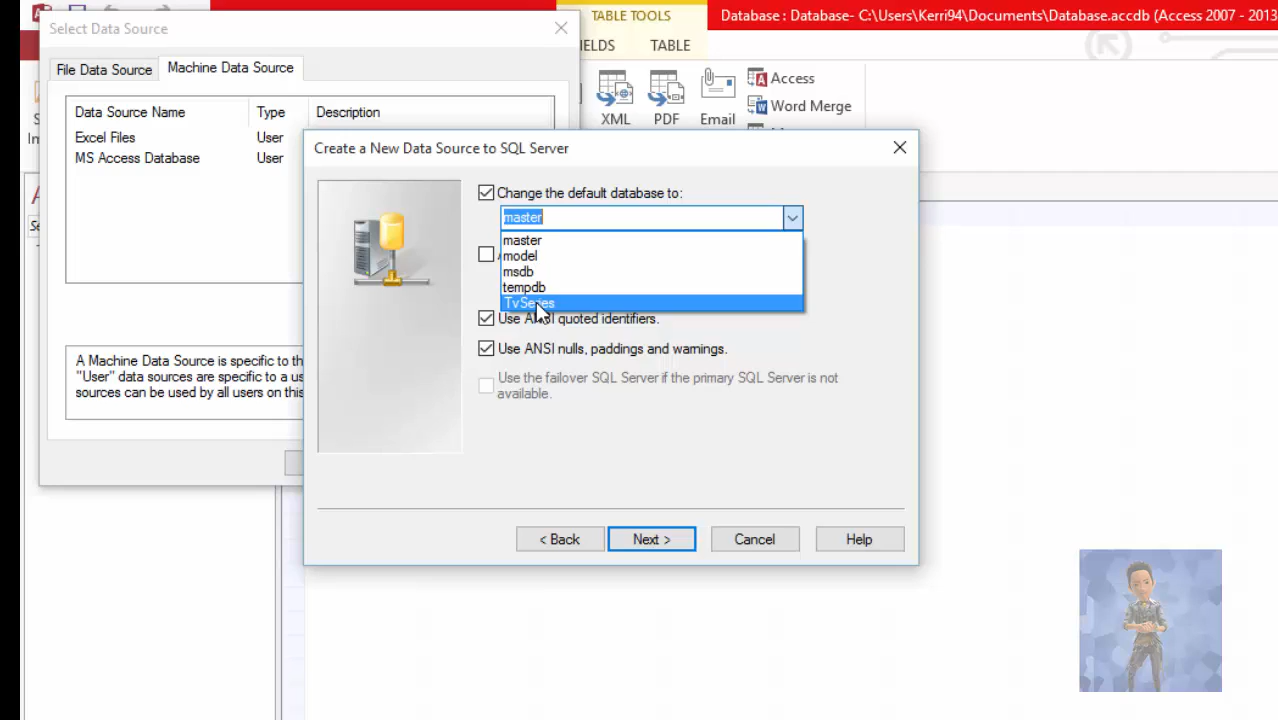 TABLE TOOLS
Database : Database- C:\Users\Kerri94\Documents\Database.accdb (Access 2007 - 2013
TABLE
XML
PDF
Email
Access
Word Merge
Select Data Source
File Data Source
Machine Data Source
Data Source Name
Type
Description
Excel Files
User
MS Access Database
User
A Machine Data Source is specific to th
"User" data sources are specific to a us
sources can be used by all users on this
Create a New Data Source to SQL Server
Change the default database to:
master
master
model
msdb
tempdb
TvSeries
Use ANSI quoted identifiers.
Use ANSI nulls, paddings and warnings.
Use the failover SQL Server if the primary SQL Server is not
available.
< Back
Next >
Cancel
Help